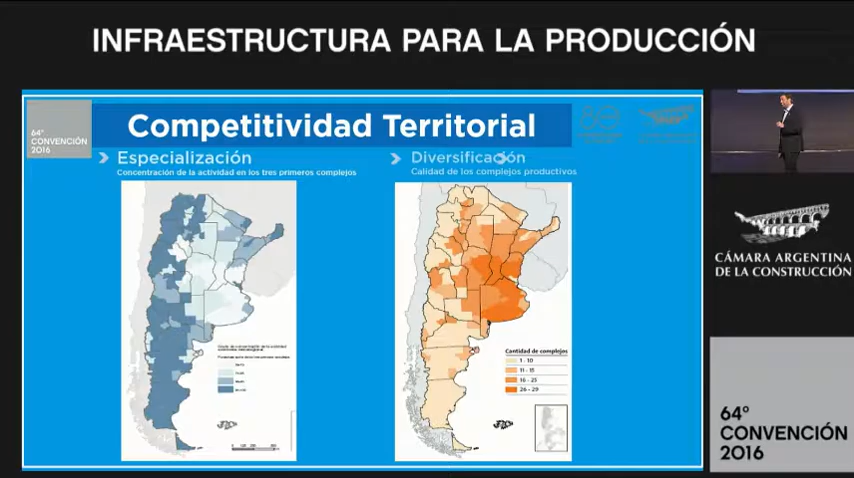 INFRAESTRUCTURA PARA LA PRODUCCIÓN
64°
CONVENCIÓN
2016
Competitividad Territorial
Especialización
Concentración de la actividad en los tres primeros complejos
Diversificación
Calidad de los complejos productivos
Cantidad de complejos
1 - 10
11 - 15
16 - 25
26 - 29
CÁMARA ARGENTINA
DE LA CONSTRUCCIÓN
64°
CONVENCIÓN
2016